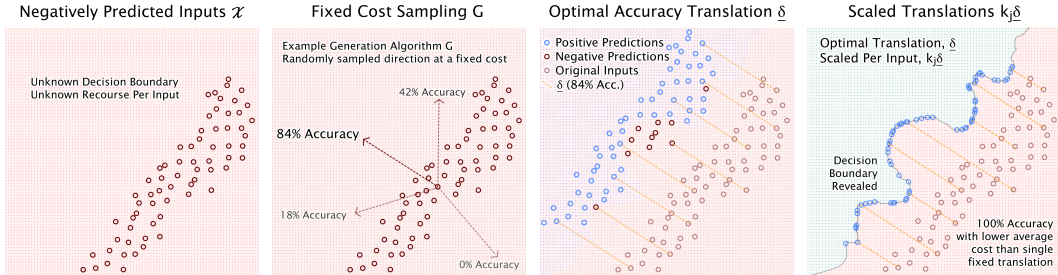 Negatively Predicted Inputs 𝒳
Unknown Decision Boundary
Unknown Recourse Per Input
Fixed Cost Sampling G
Example Generation Algorithm G
Randomly sampled direction at a fixed cost
42% Accuracy
84% Accuracy
18% Accuracy
0% Accuracy
Optimal Accuracy Translation δ
Positive Predictions
Negative Predictions
Original Inputs
δ (84% Acc.)
Scaled Translations kⱼδ
Optimal Translation, δ
Scaled Per Input, kⱼδ
Decision
Boundary
Revealed
100% Accuracy
with lower average
cost than single
fixed translation